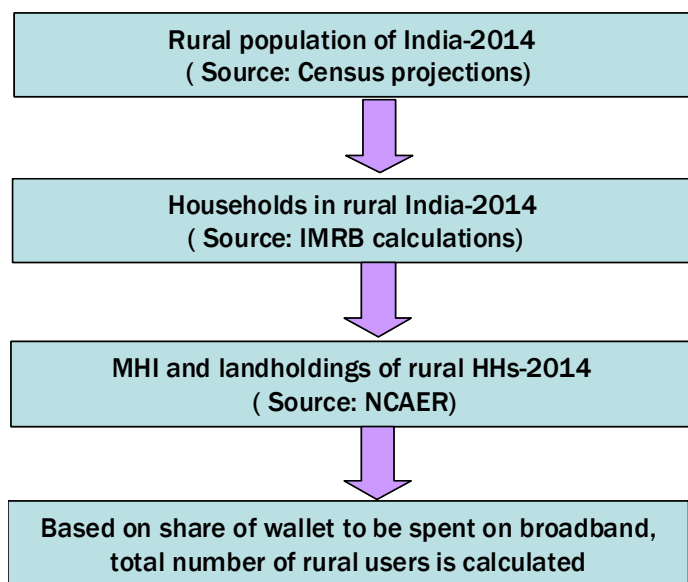 Rural population of India-2014
( Source: Census projections)
Households in rural India-2014
( Source: IMRB calculations)
MHI and landholdings of rural HHs-2014
( Source: NCAER)
Based on share of wallet to be spent on broadband,
total number of rural users is calculated